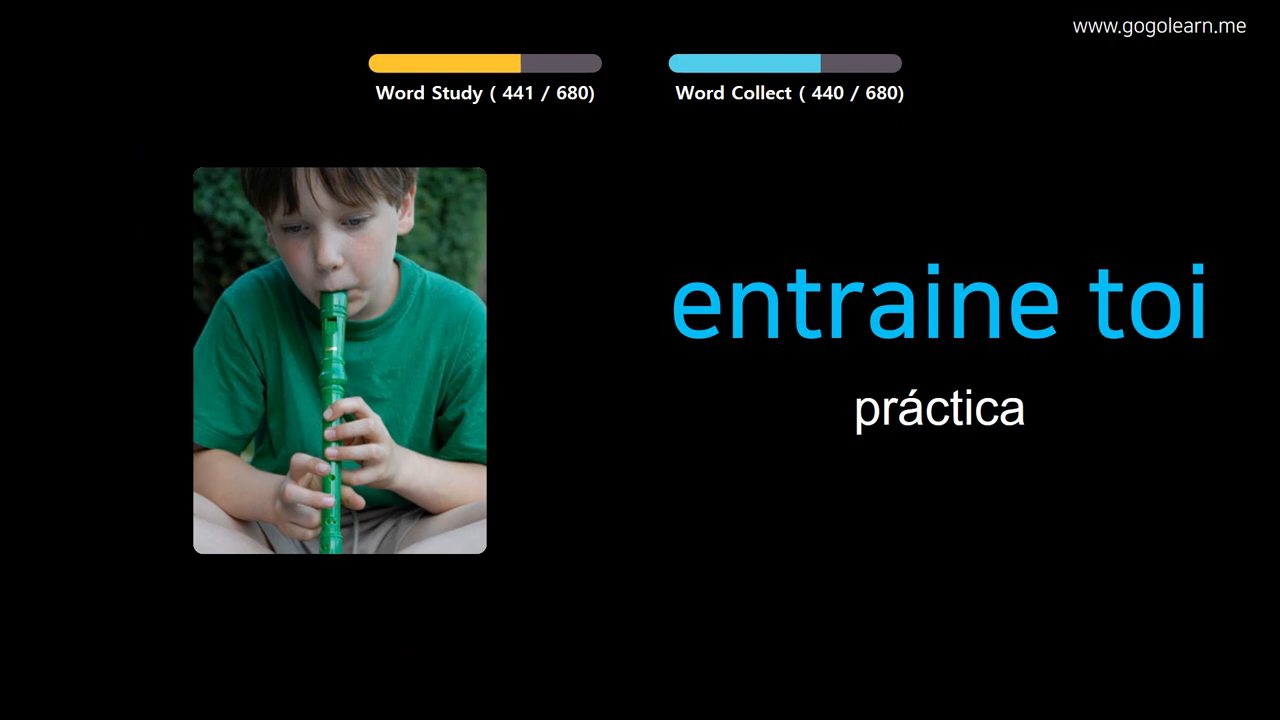 www.gogolearn.me
Word Study ( 441 / 680)
Word Collect ( 440 / 680)
entraine toi
práctica